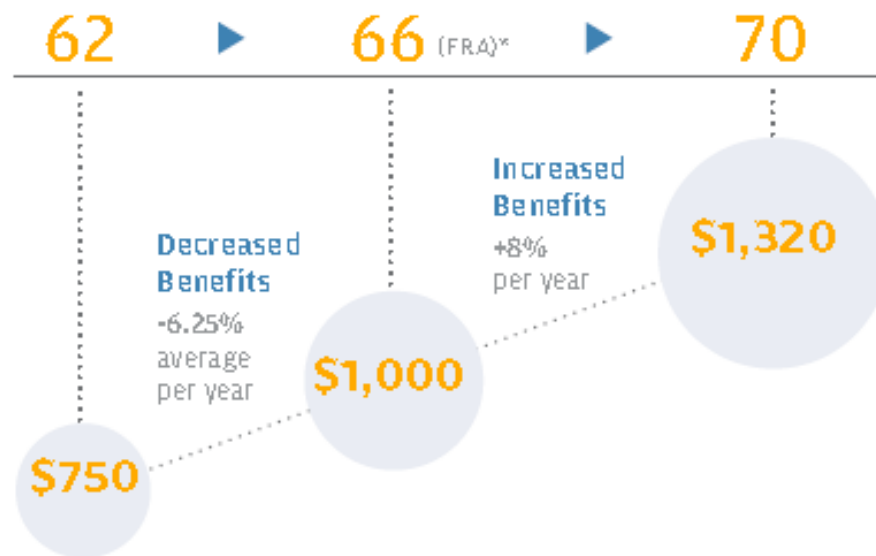 62 ▶ 66 (FRA)* ▶ 70
Increased
Benefits
+8%
per year
$1,320
Decreased
Benefits
-6.25%
average
per year
$1,000
$750